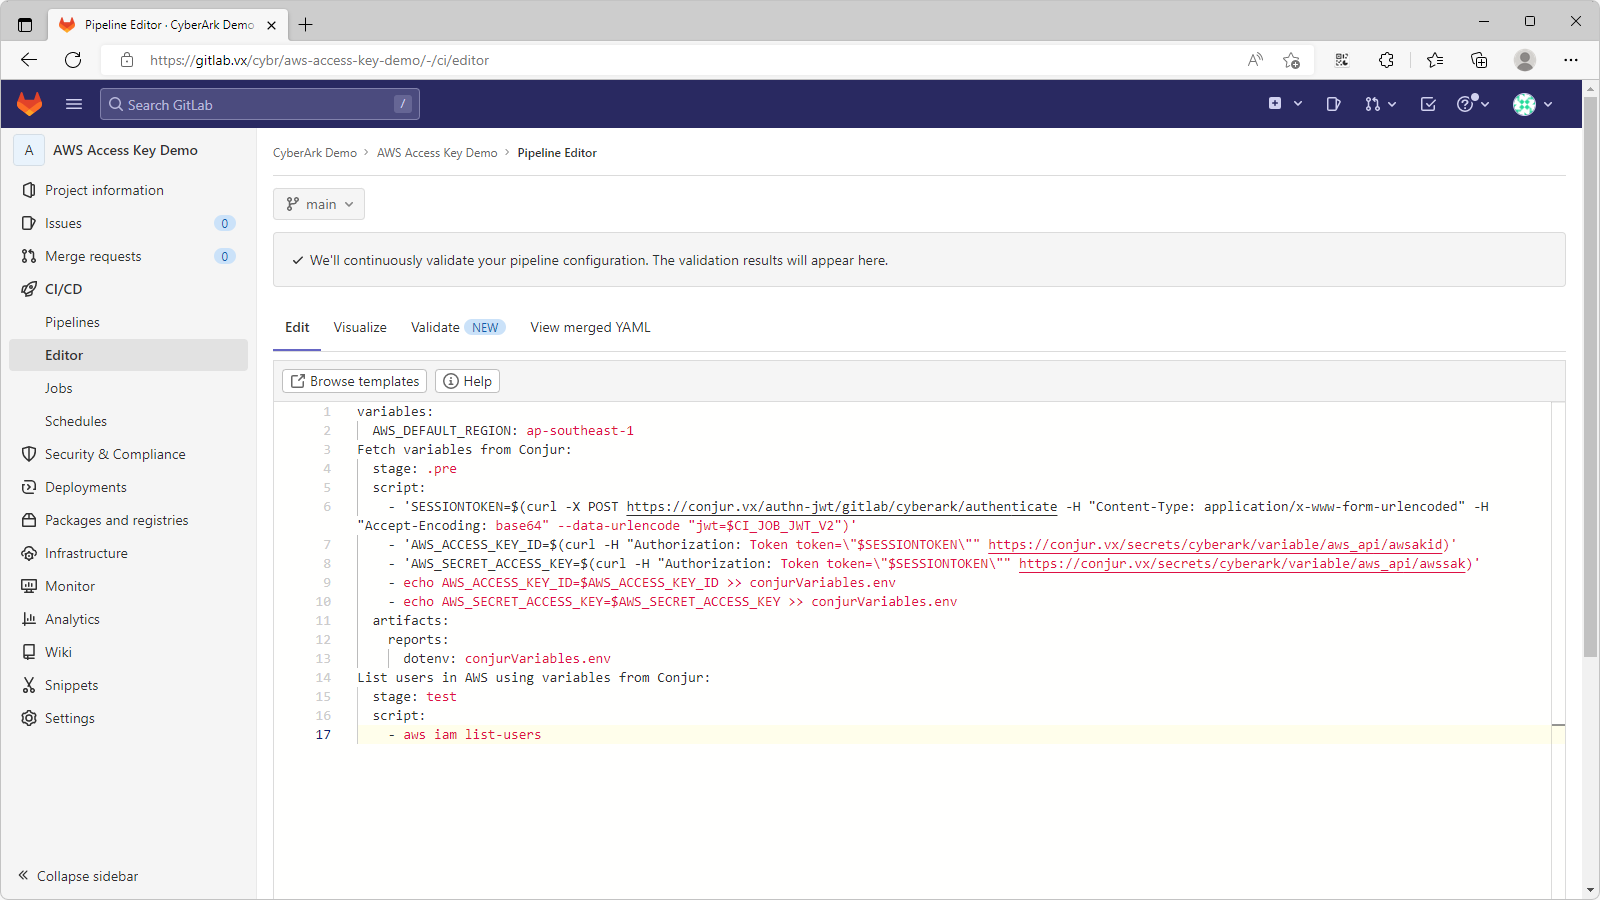 Pipeline Editor · CyberArk Demo
https://gitlab.vx/cybr/aws-access-key-demo/-/ci/editor
Search GitLab
/
A
AWS Access Key Demo
Project information
Issues
0
Merge requests
0
CI/CD
Pipelines
Editor
Jobs
Schedules
Security & Compliance
Deployments
Packages and registries
Infrastructure
Monitor
Analytics
Wiki
Snippets
Settings
Collapse sidebar
CyberArk Demo > AWS Access Key Demo > Pipeline Editor
main
We'll continuously validate your pipeline configuration. The validation results will appear here.
Edit
Visualize
Validate NEW
View merged YAML
Browse templates
Help
1 variables:
2 AWS_DEFAULT_REGION: ap-southeast-1
3 Fetch variables from Conjur:
4 stage: .pre
5 script:
6 - 'SESSIONTOKEN=$(curl -X POST https://conjur.vx/authn-jwt/gitlab/cyberark/authenticate -H "Content-Type: application/x-www-form-urlencoded" -H
"Accept-Encoding: base64" --data-urlencode "jwt=$CI_JOB_JWT_V2")'
7 - 'AWS_ACCESS_KEY_ID=$(curl -H "Authorization: Token token=\"$SESSIONTOKEN\"" https://conjur.vx/secrets/cyberark/variable/aws_api/awsakid)'
8 - 'AWS_SECRET_ACCESS_KEY=$(curl -H "Authorization: Token token=\"$SESSIONTOKEN\"" https://conjur.vx/secrets/cyberark/variable/aws_api/awssak)'
9 - echo AWS_ACCESS_KEY_ID=$AWS_ACCESS_KEY_ID >> conjurVariables.env
10 - echo AWS_SECRET_ACCESS_KEY=$AWS_SECRET_ACCESS_KEY >> conjurVariables.env
11 artifacts:
12 reports:
13 dotenv: conjurVariables.env
14 List users in AWS using variables from Conjur:
15 stage: test
16 script:
17 - aws iam list-users